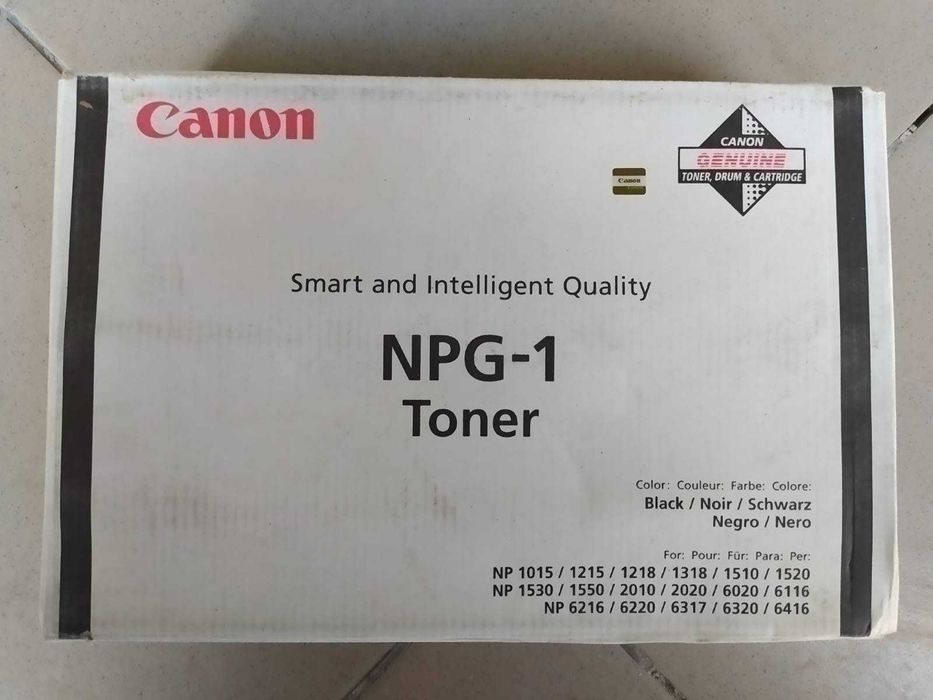 Canon
CANON
GENUINE
TONER, DRUM & CARTRIDGE
Canon
Smart and Intelligent Quality
NPG-1
Toner
Color: Couleur: Farbe: Colore:
Black / Noir / Schwarz
Negro / Nero
For: Pour: Für: Para: Per:
NP 1015 / 1215 / 1218 / 1318 / 1510 / 1520
NP 1530 / 1550 / 2010 / 2020 / 6020 / 6116
NP 6216 / 6220 / 6317 / 6320 / 6416